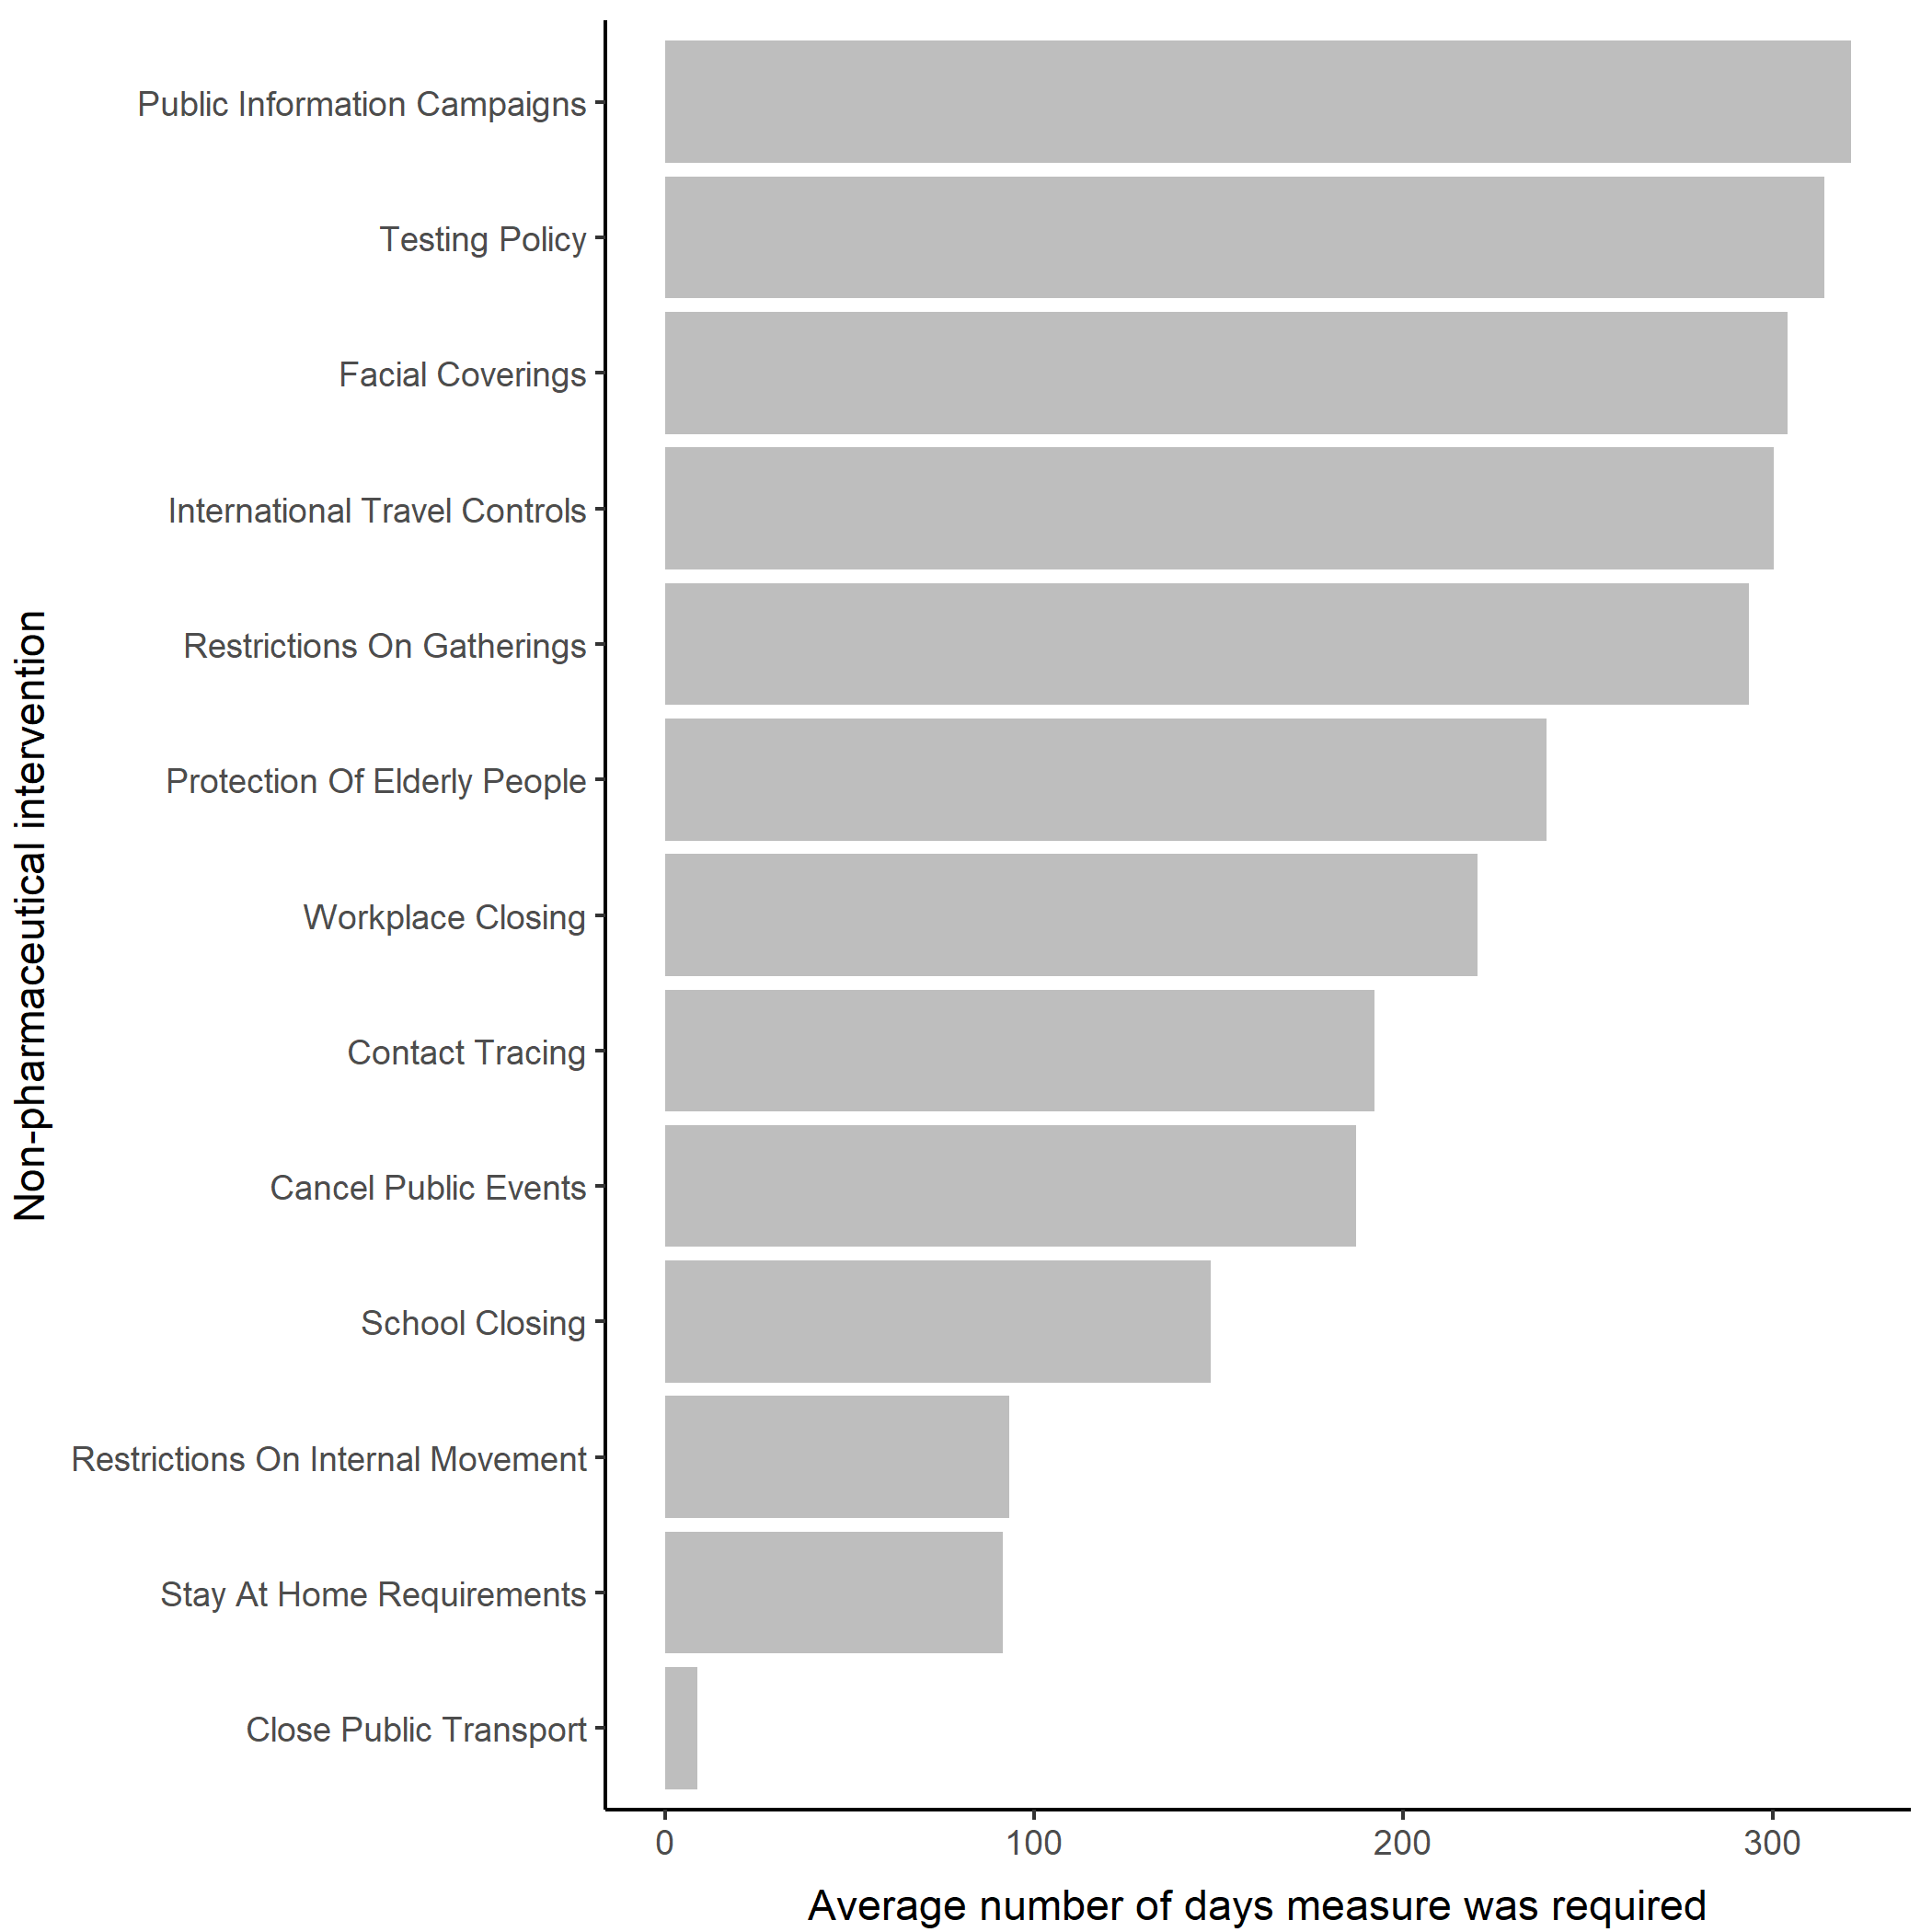 Non-pharmaceutical intervention
Public Information Campaigns
Testing Policy
Facial Coverings
International Travel Controls
Restrictions On Gatherings
Protection Of Elderly People
Workplace Closing
Contact Tracing
Cancel Public Events
School Closing
Restrictions On Internal Movement
Stay At Home Requirements
Close Public Transport
0 100 200 300
Average number of days measure was required